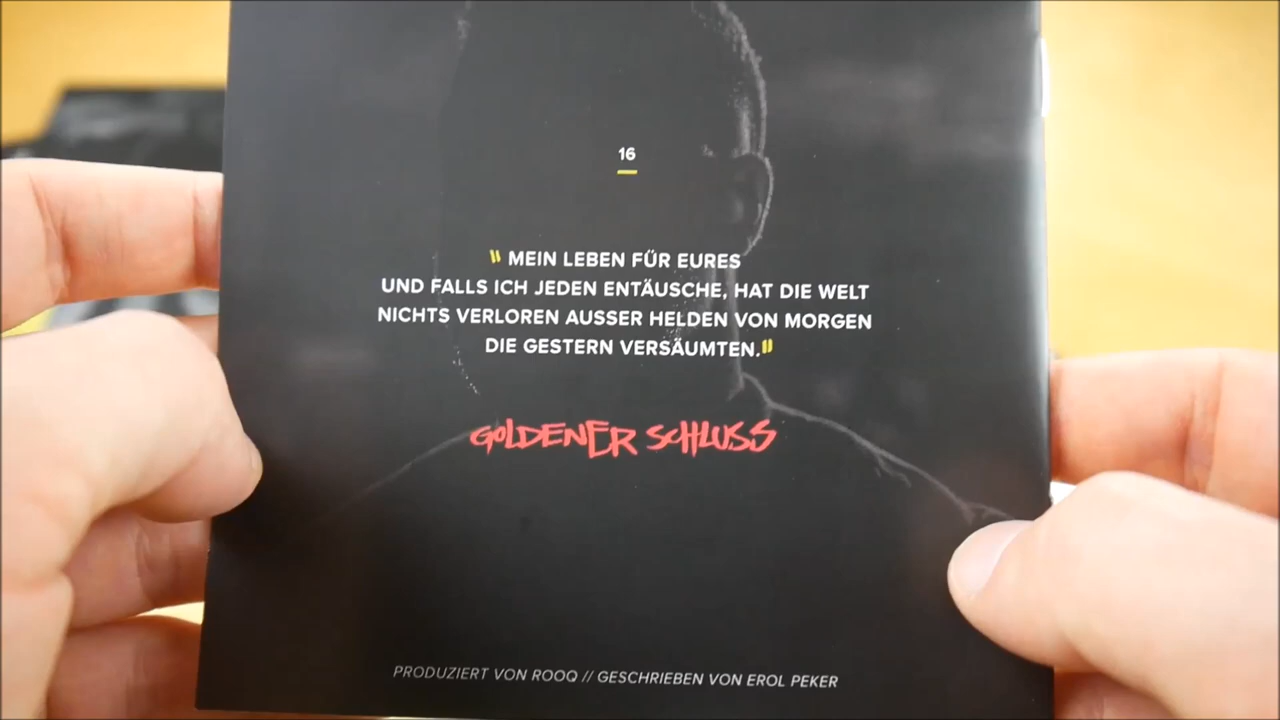 16
" MEIN LEBEN FÜR EURES
UND FALLS ICH JEDEN ENTÄUSCHE, HAT DIE WELT
NICHTS VERLOREN AUSSER HELDEN VON MORGEN
DIE GESTERN VERSÄUMTEN."
GOLDENER SCHLUSS
PRODUZIERT VON ROOQ // GESCHRIEBEN VON EROL PEKER